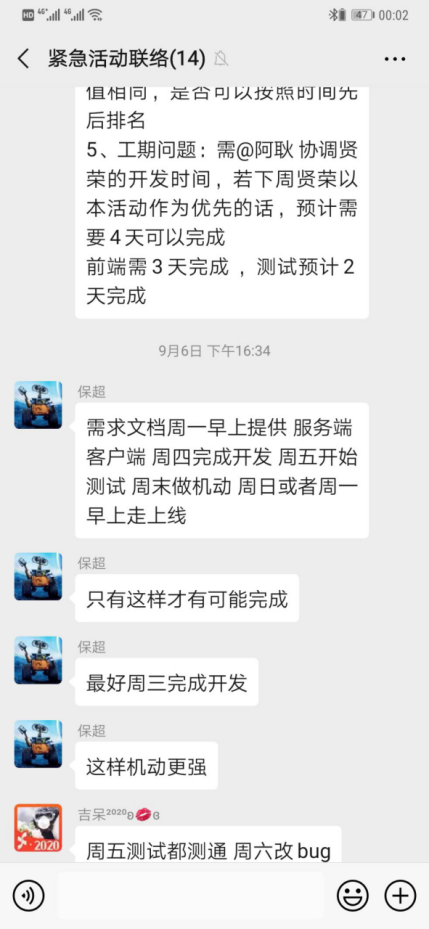 HD 4G 4G 47 00:02
紧急活动联络(14)
值相同，是否可以按照时间先
后排名
5、工期问题：需@阿耿 协调贤
荣的开发时间，若下周贤荣以
本活动作为优先的话，预计需
要4天可以完成
前端需3天完成 ，测试预计2
天完成
9月6日 下午16:34
保超
需求文档周一早上提供 服务端
客户端 周四完成开发 周五开始
测试 周末做机动 周日或者周一
早上走上线
保超
只有这样才有可能完成
保超
最好周三完成开发
保超
这样机动更强
吉呆²⁰²⁰ʚ💋ɞ
2020
周五测试都测通 周六改bug